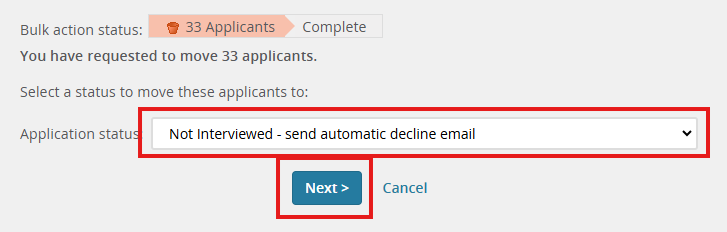 Bulk action status: 33 Applicants Complete
You have requested to move 33 applicants.
Select a status to move these applicants to:
Application status: Not Interviewed - send automatic decline email
Next > Cancel